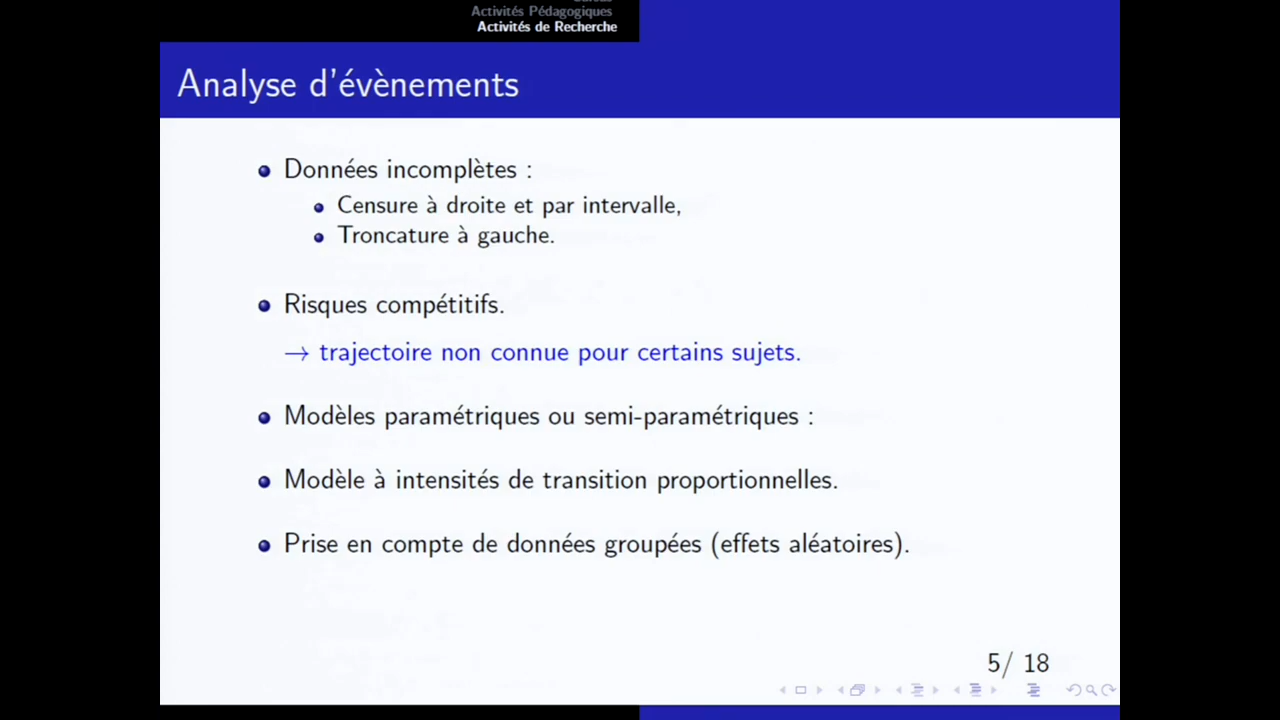 Activités Pédagogiques
Activités de Recherche
Analyse d'évènements
Données incomplètes :
Censure à droite et par intervalle,
Troncature à gauche.
Risques compétitifs.
→ trajectoire non connue pour certains sujets.
Modèles paramétriques ou semi-paramétriques :
Modèle à intensités de transition proportionnelles.
Prise en compte de données groupées (effets aléatoires).
5/ 18